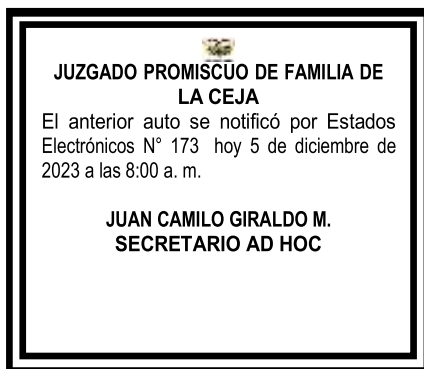 JUZGADO PROMISCUO DE FAMILIA DE
LA CEJA
El anterior auto se notificó por Estados
Electrónicos N° 173 hoy 5 de diciembre de
2023 a las 8:00 a. m.
JUAN CAMILO GIRALDO M.
SECRETARIO AD HOC